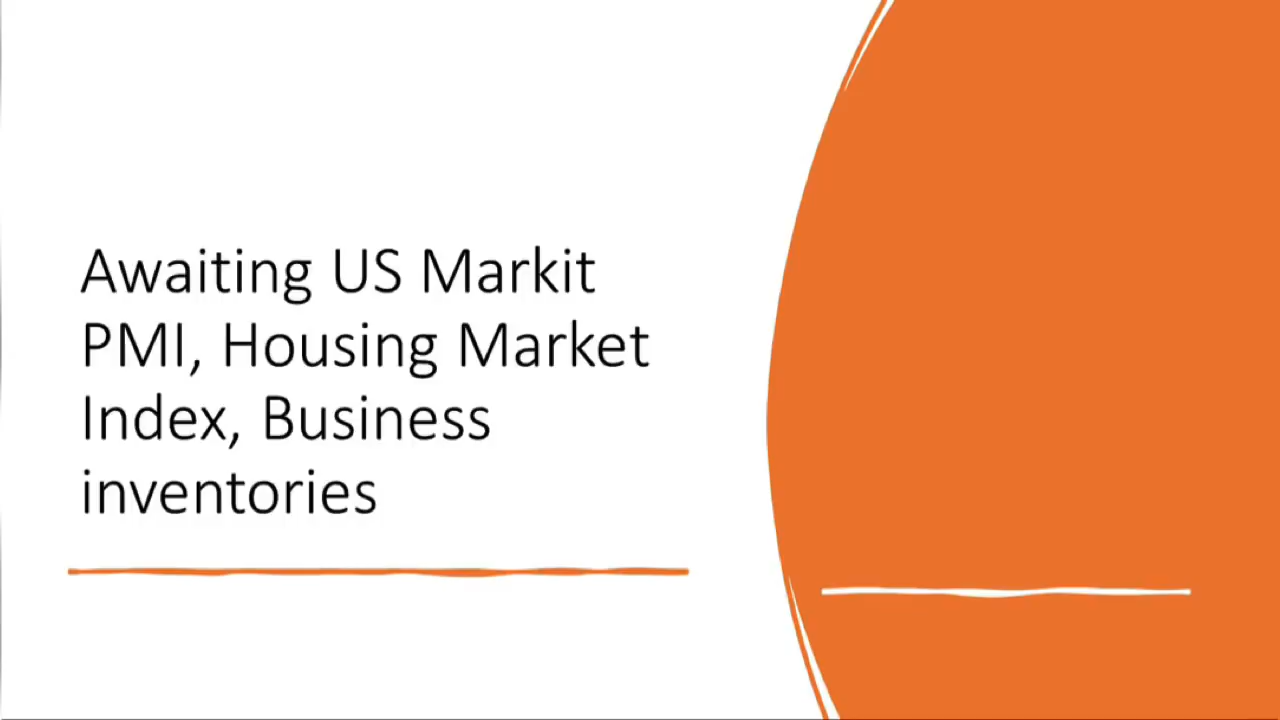 Awaiting US Markit
PMI, Housing Market
Index, Business
inventories